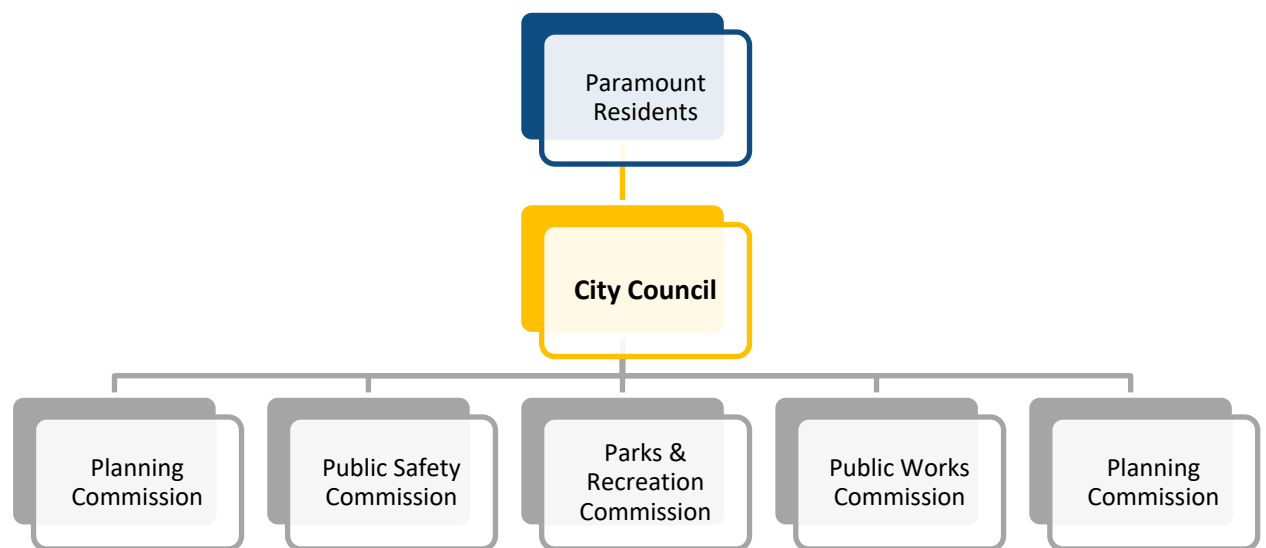 Paramount
Residents
City Council
Planning
Commission
Public Safety
Commission
Parks &
Recreation
Commission
Public Works
Commission
Planning
Commission